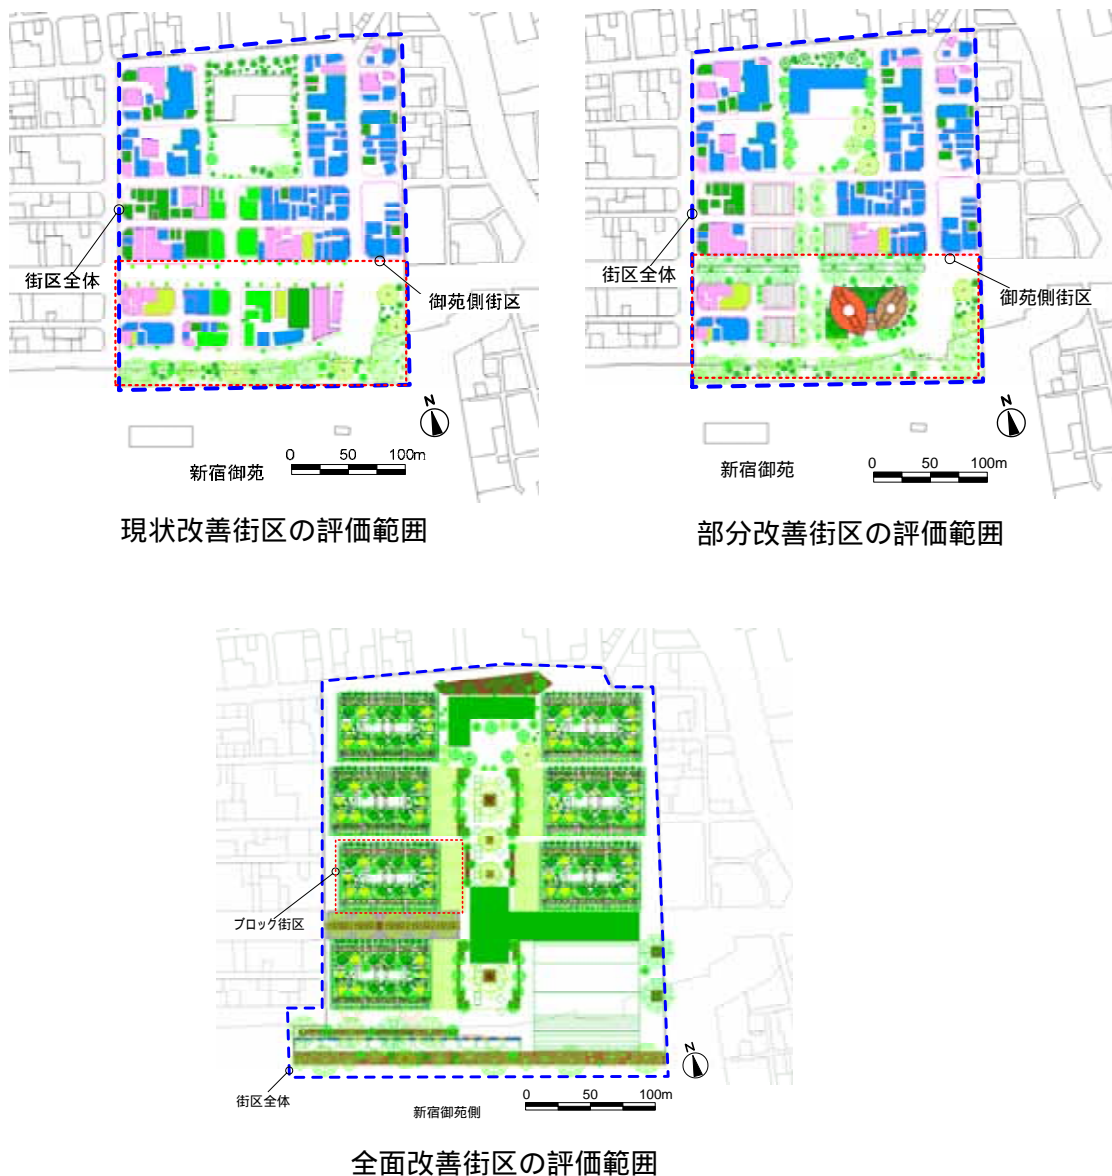 街区全体
御苑側街区
N
0 50 100m
新宿御苑
現状改善街区の評価範囲
街区全体
御苑側街区
N
0 50 100m
新宿御苑
部分改善街区の評価範囲
ブロック街区
N
街区全体
新宿御苑側
0 50 100m
全面改善街区の評価範囲